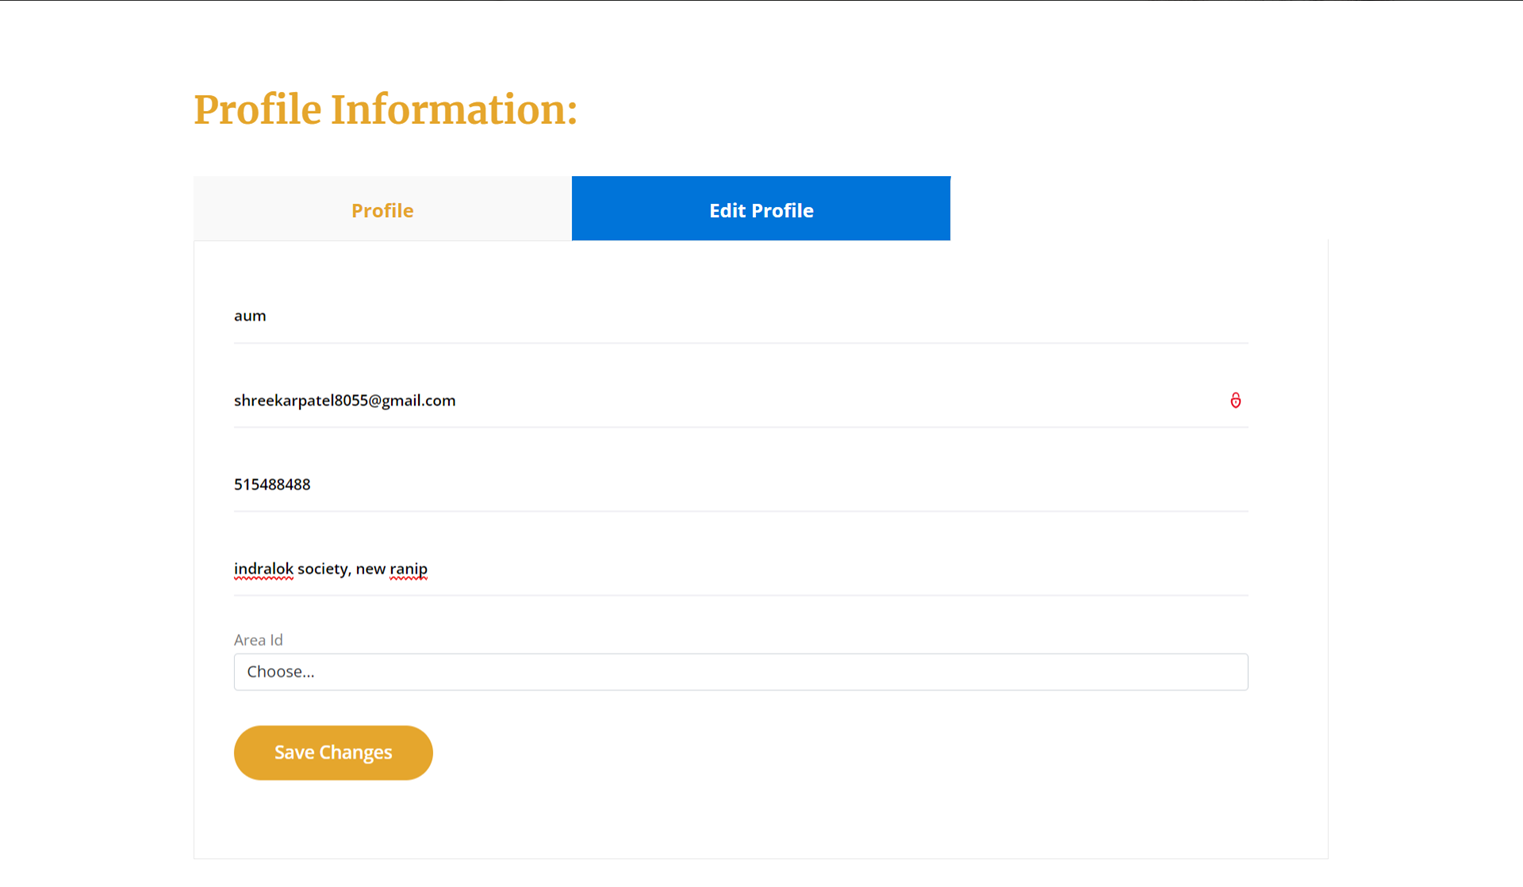 Profile Information:
Profile
Edit Profile
aum
shreekarpatel8055@gmail.com
515488488
indralok society, new ranip
Area Id
Choose...
Save Changes